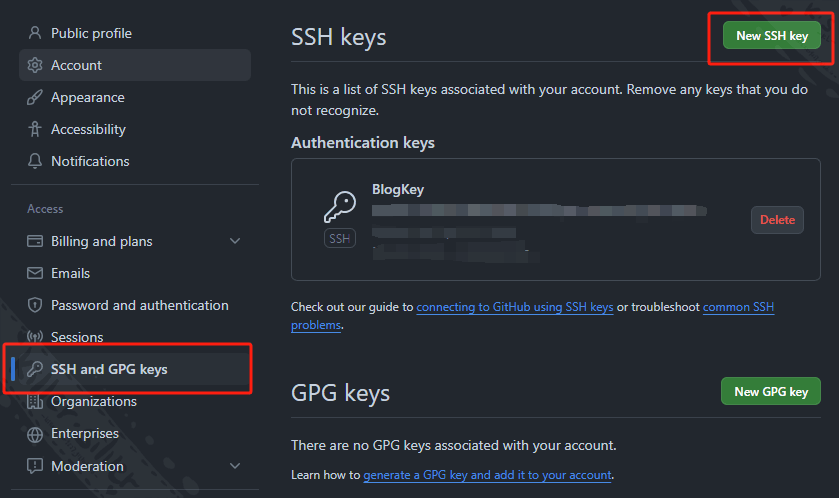 Public profile
Account
Appearance
Accessibility
Notifications
Access
Billing and plans
Emails
Password and authentication
Sessions
SSH and GPG keys
Organizations
Enterprises
Moderation
SSH keys
New SSH key
This is a list of SSH keys associated with your account. Remove any keys that you do
not recognize.
Authentication keys
BlogKey
SSH
Delete
Check out our guide to connecting to GitHub using SSH keys or troubleshoot common SSH
problems.
GPG keys
New GPG key
There are no GPG keys associated with your account.
Learn how to generate a GPG key and add it to your account.